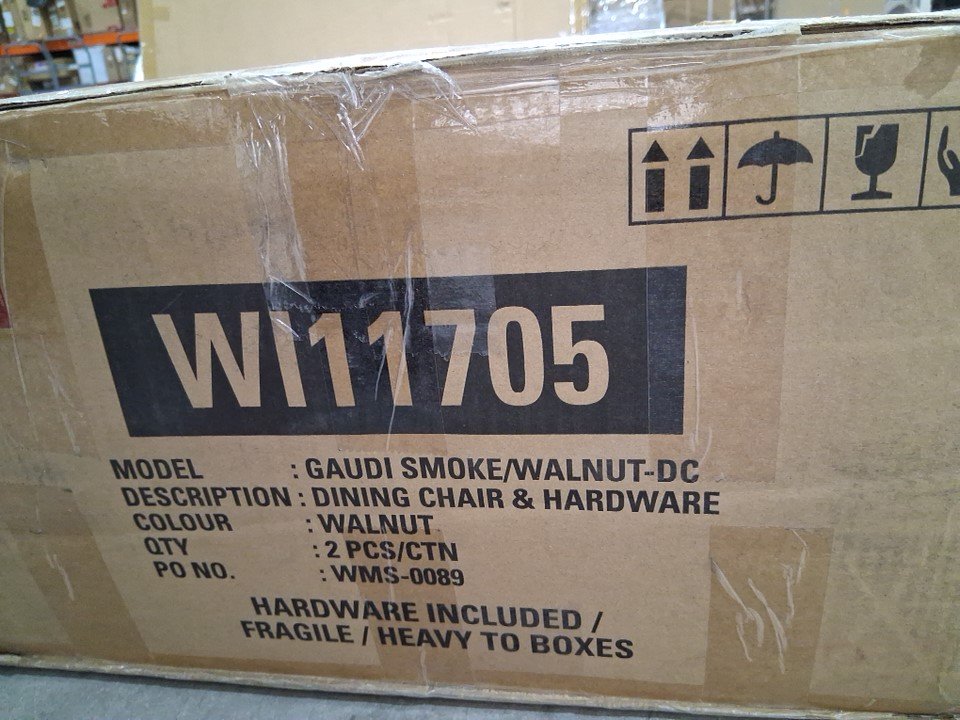 WI11705
MODEL : GAUDI SMOKE/WALNUT-DC
DESCRIPTION : DINING CHAIR & HARDWARE
COLOUR : WALNUT
QTY : 2 PCS/CTN
PO NO. : WMS-0089
HARDWARE INCLUDED /
FRAGILE / HEAVY TO BOXES